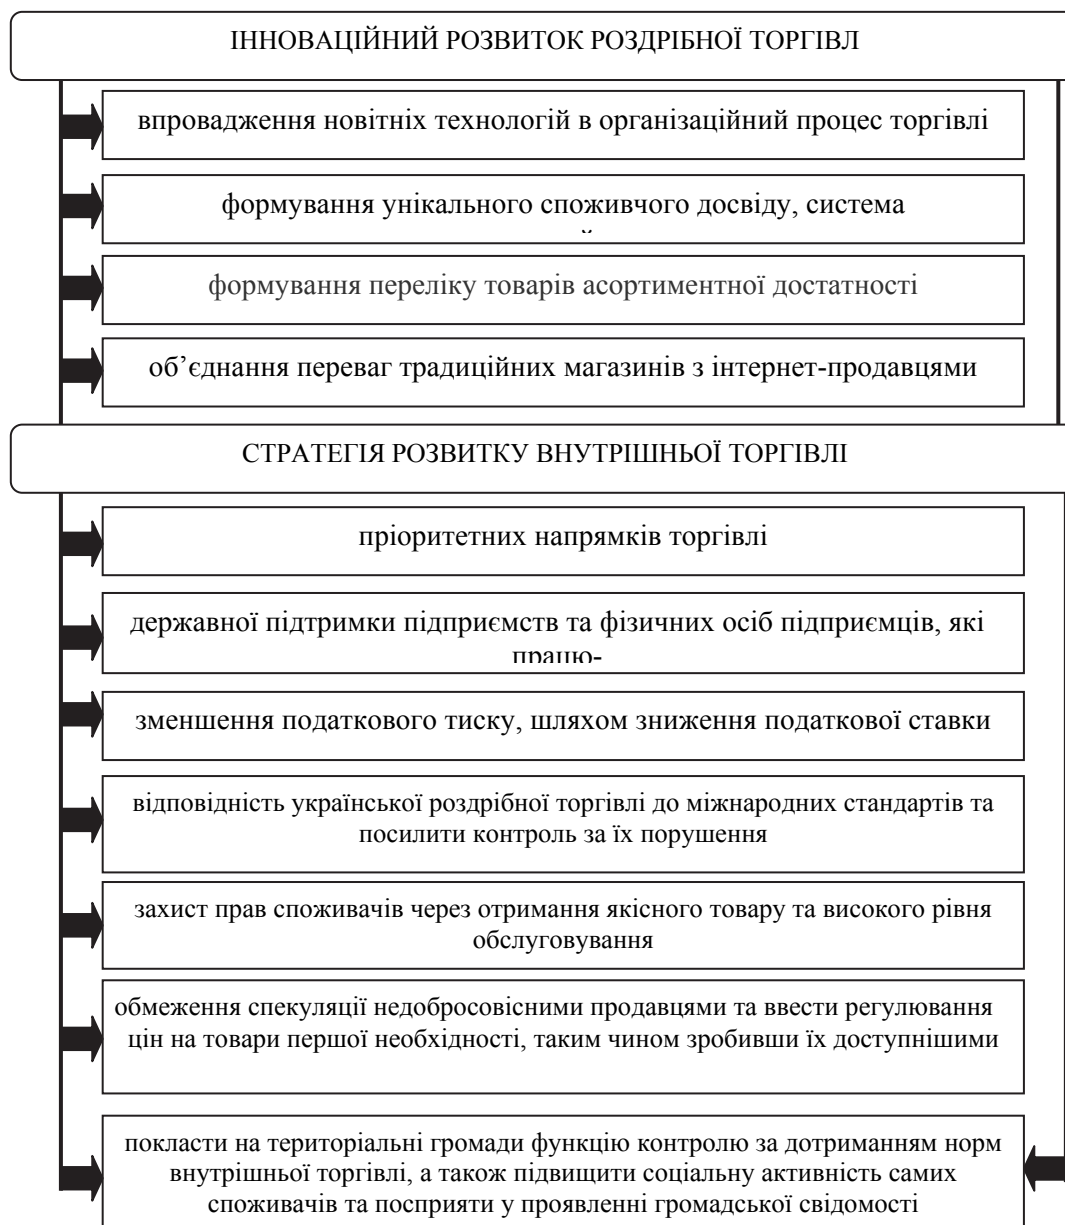 ІННОВАЦІЙНИЙ РОЗВИТОК РОЗДРІБНОЇ ТОРГІВЛ
впровадження новітніх технологій в організаційний процес торгівлі
формування унікального споживчого досвіду, система
формування переліку товарів асортиментної достатності
об’єднання переваг традиційних магазинів з інтернет-продавцями
СТРАТЕГІЯ РОЗВИТКУ ВНУТРІШНЬОЇ ТОРГІВЛІ
пріоритетних напрямків торгівлі
державної підтримки підприємств та фізичних осіб підприємців, які
працю-
зменшення податкового тиску, шляхом зниження податкової ставки
відповідність української роздрібної торгівлі до міжнародних стандартів та
посилити контроль за їх порушення
захист прав споживачів через отримання якісного товару та високого рівня
обслуговування
обмеження спекуляції недобросовісними продавцями та ввести регулювання
цін на товари першої необхідності, таким чином зробивши їх доступнішими
покласти на територіальні громади функцію контролю за дотриманням норм
внутрішньої торгівлі, а також підвищити соціальну активність самих
споживачів та посприяти у проявленні громадської свідомості